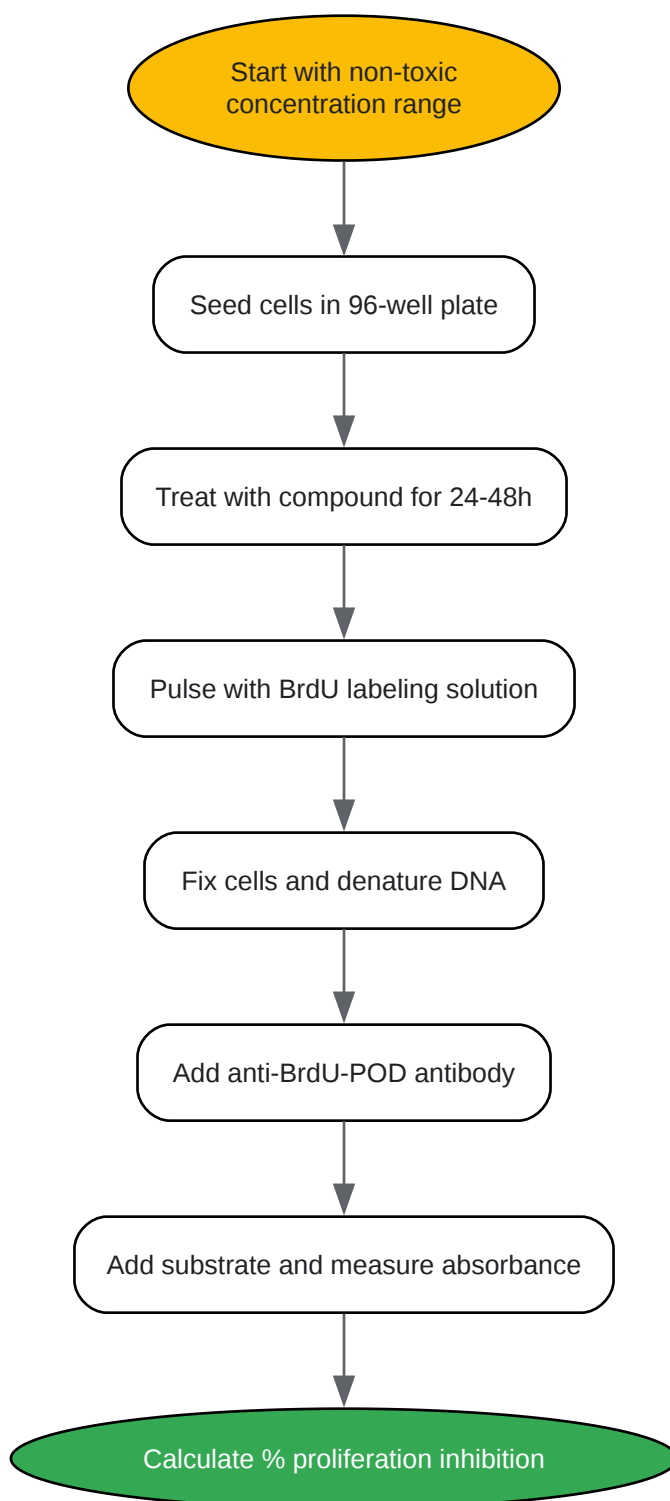 Start with non-toxic
concentration range
Seed cells in 96-well plate
Treat with compound for 24-48h
Pulse with BrdU labeling solution
Fix cells and denature DNA
Add anti-BrdU-POD antibody
Add substrate and measure absorbance
Calculate % proliferation inhibition